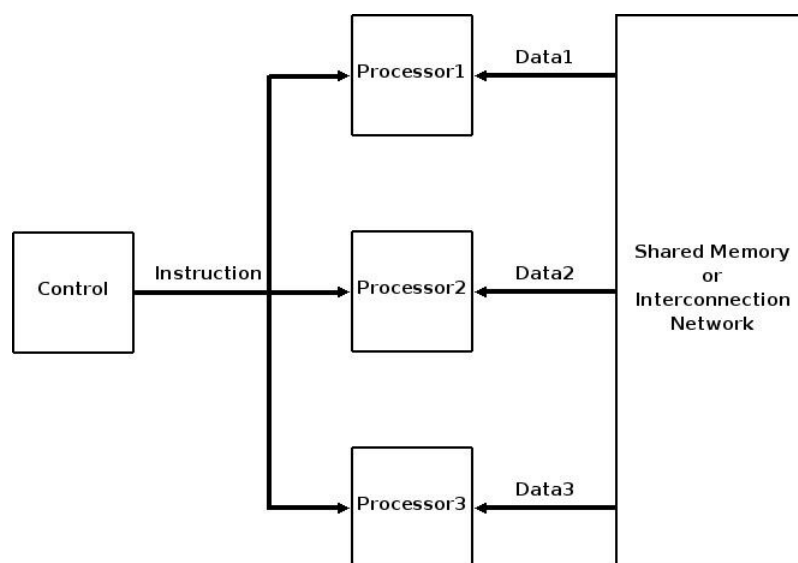 Processor1
Data1
Control
Instruction
Processor2
Data2
Shared Memory
or
Interconnection
Network
Processor3
Data3